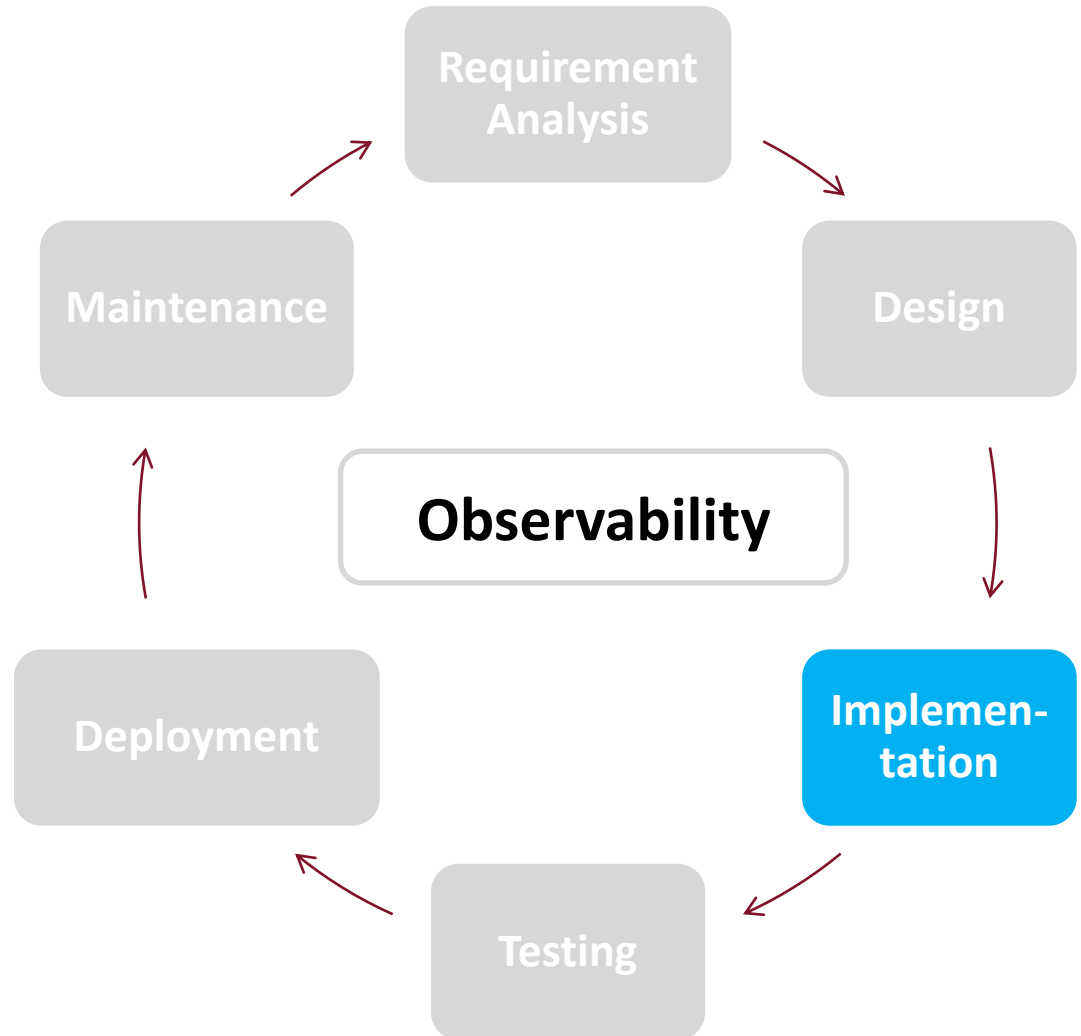 Requirement
Analysis
Maintenance
Design
Observability
Implemen-
tation
Deployment
Testing